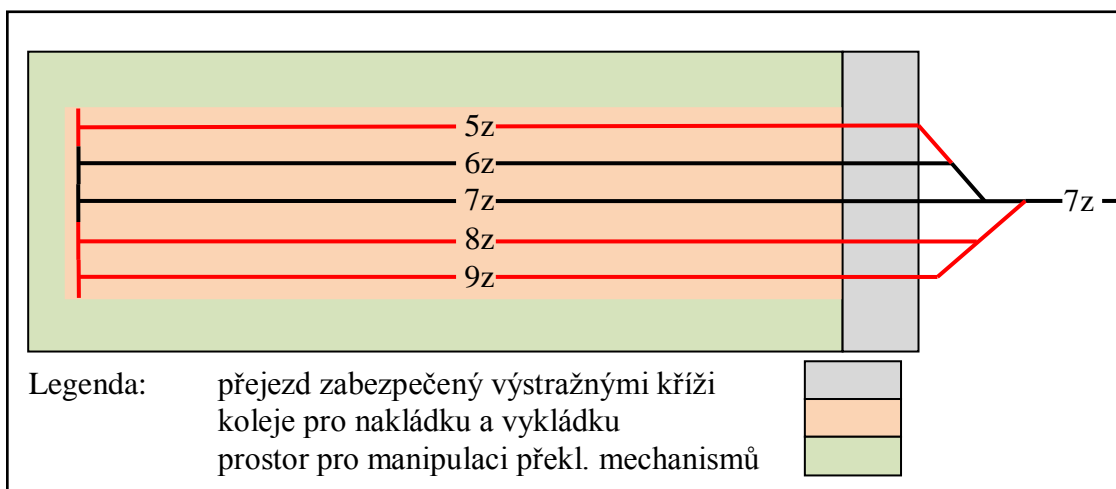 5z
6z
7z
7z
8z
9z
Legenda: přejezd zabezpečený výstražnými kříži
koleje pro nakládku a vykládku
prostor pro manipulaci překl. mechanismů